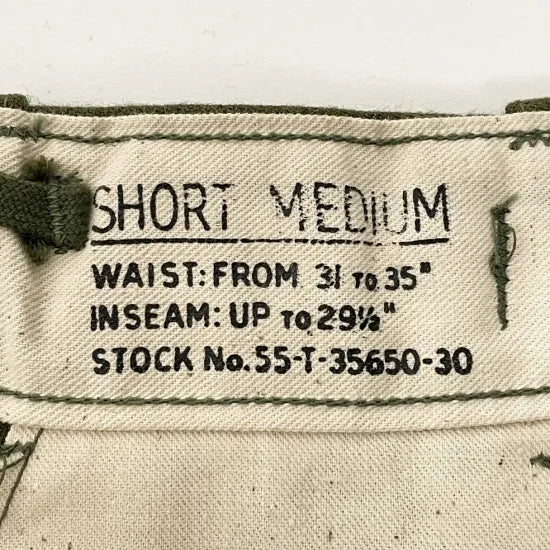 SHORT MEDIUM
WAIST: FROM 31 TO 35"
INSEAM: UP TO 29½"
STOCK No. 55-T-35650-30